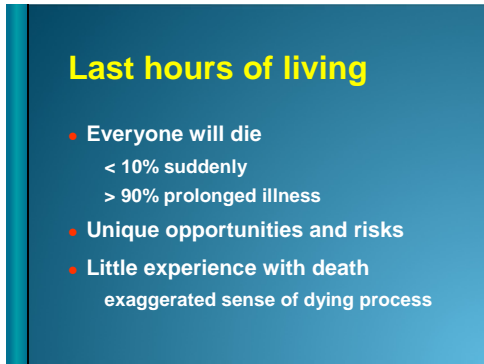 Last hours of living
• Everyone will die
< 10% suddenly
> 90% prolonged illness
• Unique opportunities and risks
• Little experience with death
exaggerated sense of dying process